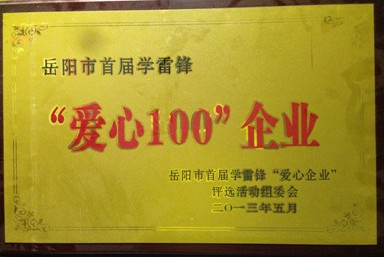 岳阳市首届学雷锋
“爱心100”企业
岳阳市首届学雷锋“爱心企业”
评选活动组委会
二〇一三年五月